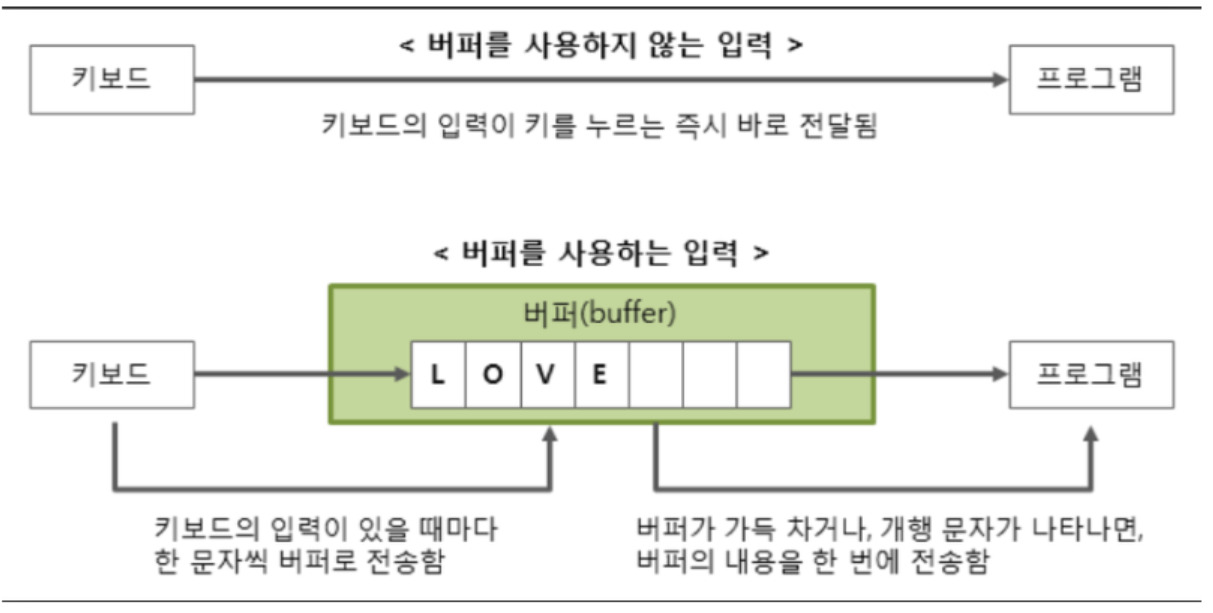 < 버퍼를 사용하지 않는 입력 >
키보드
프로그램
키보드의 입력이 키를 누르는 즉시 바로 전달됨
< 버퍼를 사용하는 입력 >
버퍼(buffer)
키보드
L O V E
프로그램
키보드의 입력이 있을 때마다
한 문자씩 버퍼로 전송함
버퍼가 가득 차거나, 개행 문자가 나타나면,
버퍼의 내용을 한 번에 전송함